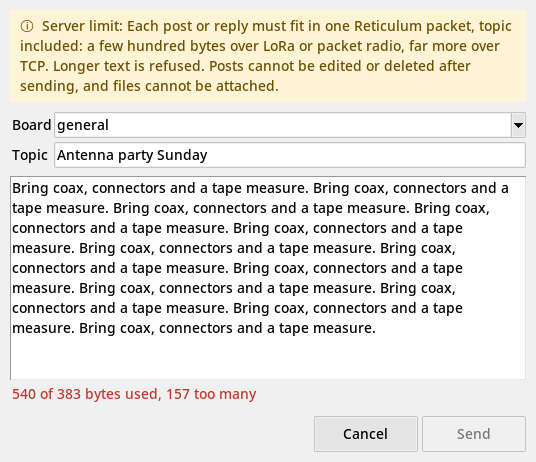 ⓘ Server limit: Each post or reply must fit in one Reticulum packet, topic
included: a few hundred bytes over LoRa or packet radio, far more over
TCP. Longer text is refused. Posts cannot be edited or deleted after
sending, and files cannot be attached.
Board general
Topic Antenna party Sunday
Bring coax, connectors and a tape measure. Bring coax, connectors and a
tape measure. Bring coax, connectors and a tape measure. Bring coax,
connectors and a tape measure. Bring coax, connectors and a tape
measure. Bring coax, connectors and a tape measure. Bring coax,
connectors and a tape measure. Bring coax, connectors and a tape
measure. Bring coax, connectors and a tape measure. Bring coax,
connectors and a tape measure. Bring coax, connectors and a tape
measure. Bring coax, connectors and a tape measure.
540 of 383 bytes used, 157 too many
Cancel Send